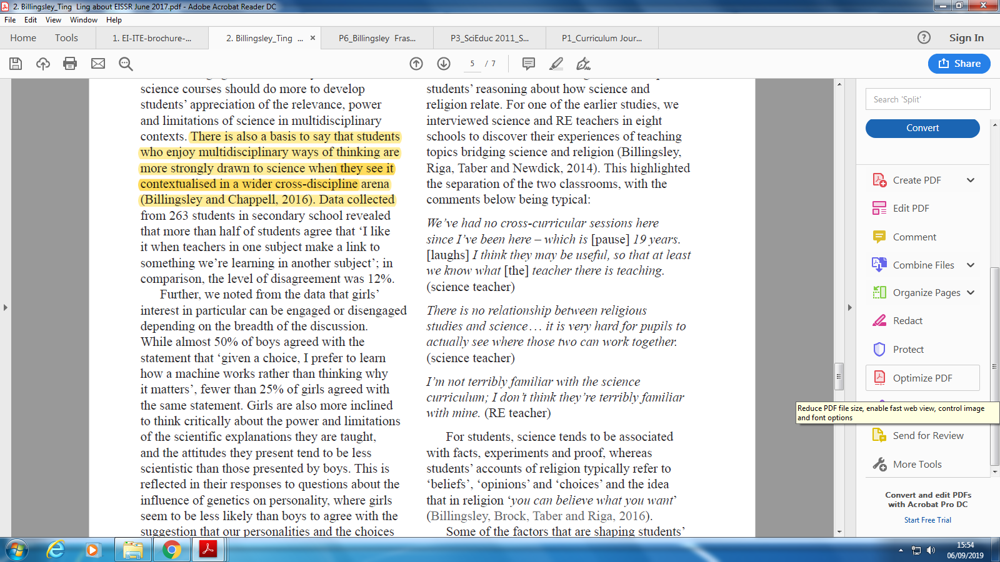 2. Billingsley_Ting Ling about EISSR June 2017.pdf - Adobe Acrobat Reader DC
File Edit View Window Help
Home Tools 1. EI-ITE-brochure-... 2. Billingsley_Ting ... × P6_Billingsley Fras... P3_SciEduc 2011_S... P1_Curriculum Jour... ? Sign In
5 / 7 Share
science courses should do more to develop
students’ appreciation of the relevance, power
and limitations of science in multidisciplinary
contexts. There is also a basis to say that students
who enjoy multidisciplinary ways of thinking are
more strongly drawn to science when they see it
contextualised in a wider cross-discipline arena
(Billingsley and Chappell, 2016). Data collected
from 263 students in secondary school revealed
that more than half of students agree that ‘I like
it when teachers in one subject make a link to
something we’re learning in another subject’; in
comparison, the level of disagreement was 12%.
Further, we noted from the data that girls’
interest in particular can be engaged or disengaged
depending on the breadth of the discussion.
While almost 50% of boys agreed with the
statement that ‘given a choice, I prefer to learn
how a machine works rather than thinking why
it matters’, fewer than 25% of girls agreed with
the same statement. Girls are also more inclined
to think critically about the power and limitations
of the scientific explanations they are taught,
and the attitudes they present tend to be less
scientistic than those presented by boys. This is
reflected in their responses to questions about the
influence of genetics on personality, where girls
seem to be less likely than boys to agree with the
suggestion that our personalities and the choices
students’ reasoning about how science and
religion relate. For one of the earlier studies, we
interviewed science and RE teachers in eight
schools to discover their experiences of teaching
topics bridging science and religion (Billingsley,
Riga, Taber and Newdick, 2014). This highlighted
the separation of the two classrooms, with the
comments below being typical:
We’ve had no cross-curricular sessions here
since I’ve been here – which is [pause] 19 years.
[laughs] I think they may be useful, so that at least
we know what [the] teacher there is teaching.
(science teacher)
There is no relationship between religious
studies and science… it is very hard for pupils to
actually see where those two can work together.
(science teacher)
I’m not terribly familiar with the science
curriculum; I don’t think they’re terribly familiar
with mine. (RE teacher)
For students, science tends to be associated
with facts, experiments and proof, whereas
students’ accounts of religion typically refer to
‘beliefs’, ‘opinions’ and ‘choices’ and the idea
that in religion ‘you can believe what you want’
(Billingsley, Brock, Taber and Riga, 2016).
Some of the factors that are shaping students’
Search 'Split'
Convert
Create PDF
Edit PDF
Comment
Combine Files
Organize Pages
Redact
Protect
Optimize PDF
Reduce PDF file size, enable fast web view, control image
and font options
Send for Review
More Tools
Convert and edit PDFs
with Acrobat Pro DC
Start Free Trial
15:54
06/09/2019